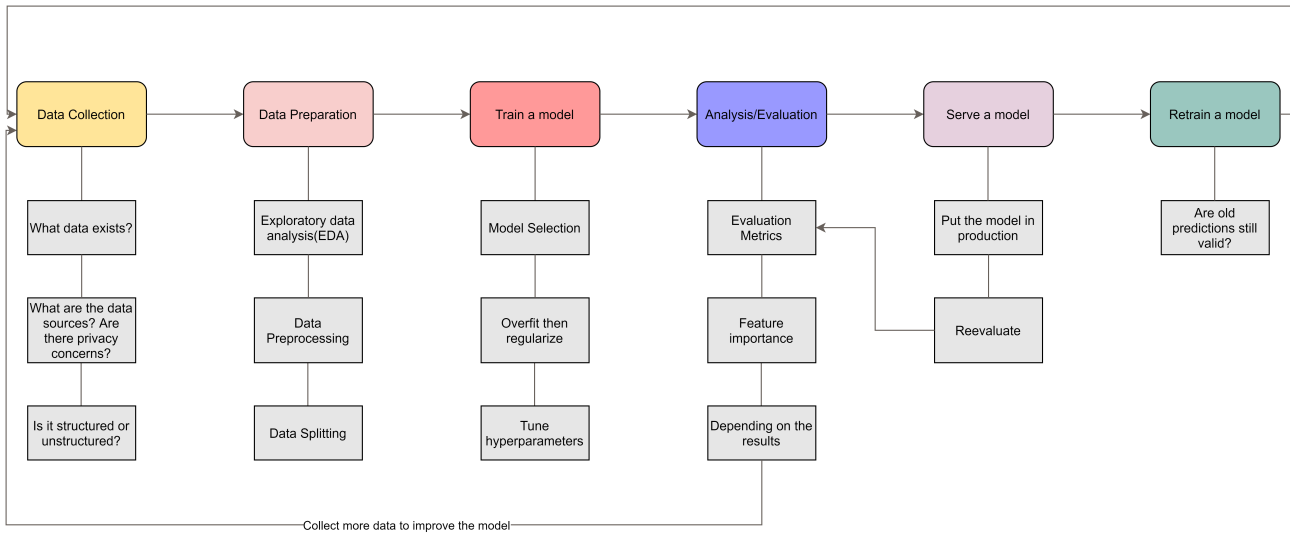 Data Collection
Data Preparation
Train a model
Analysis/Evaluation
Serve a model
Retrain a model
What data exists?
Exploratory data
analysis(EDA)
Model Selection
Evaluation
Metrics
Put the model in
production
Are old
predictions still
valid?
What are the data
sources? Are
there privacy
concerns?
Data
Preprocessing
Overfit then
regularize
Feature
importance
Reevaluate
Is it structured or
unstructured?
Data Splitting
Tune
hyperparameters
Depending on the
results
Collect more data to improve the model